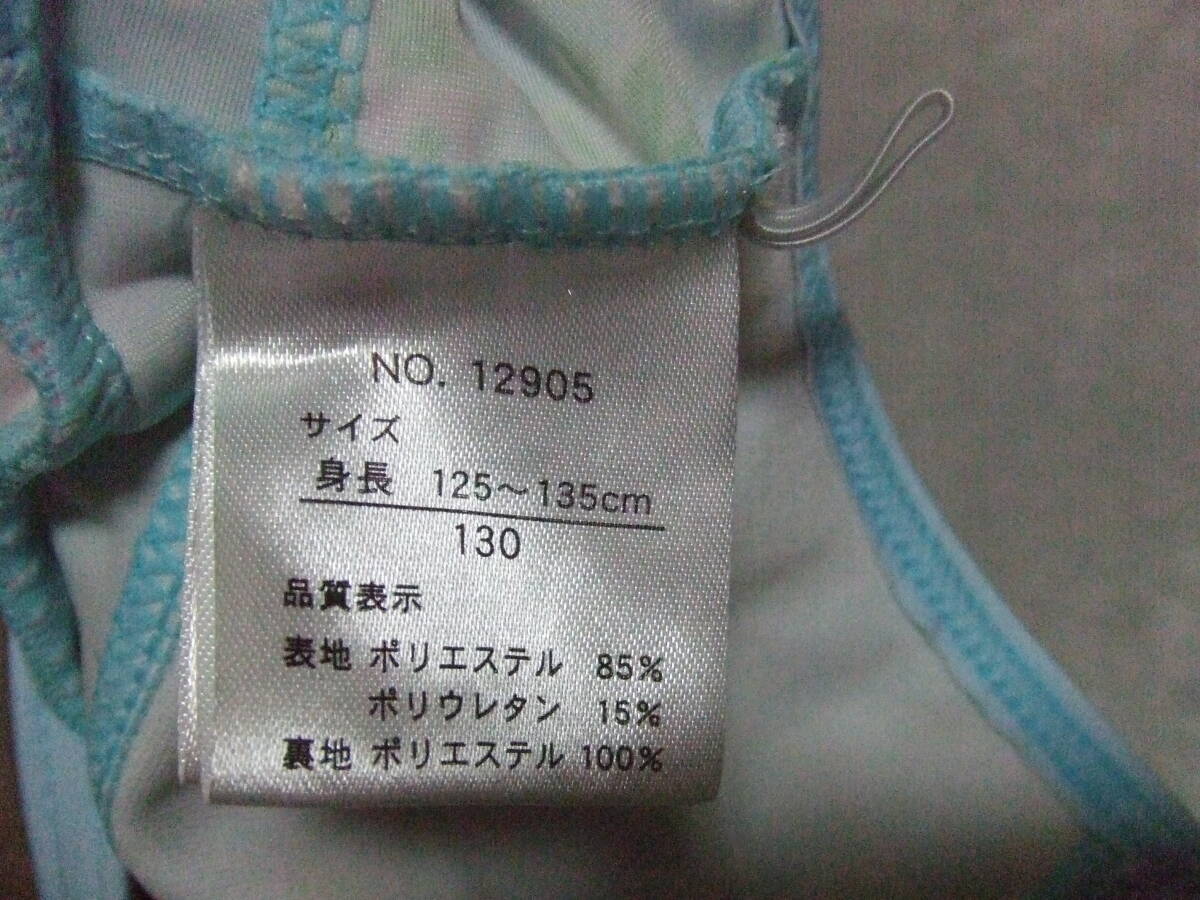 NO. 12905
サイズ
身長 125～135cm
130
品質表示
表地 ポリエステル 85%
ポリウレタン 15%
裏地 ポリエステル 100%